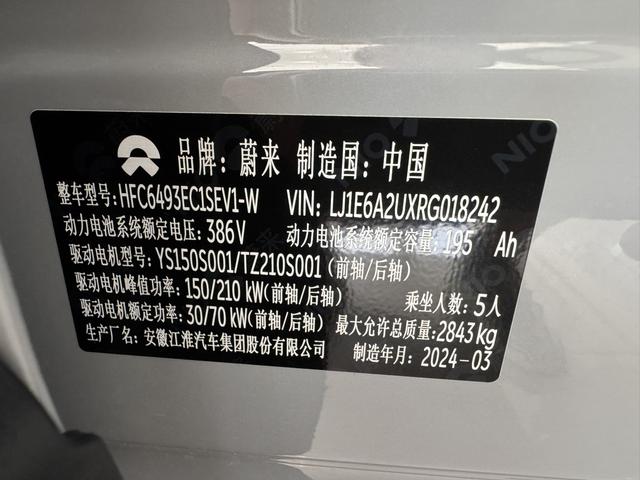 品牌:蔚来 制造国:中国
整车型号:HFC6493EC1SEV1-W VIN: LJ1E6A2UXRG018242
动力电池系统额定电压:386V 动力电池系统额定容量:195 Ah
驱动电机型号:YS150S001/TZ210S001(前轴/后轴)
驱动电机峰值功率:150/210 kW(前轴/后轴) 乘坐人数:5人
驱动电机额定功率:30/70 kW(前轴/后轴) 最大允许总质量:2843kg
生产厂名:安徽江淮汽车集团股份有限公司 制造年月:2024-03